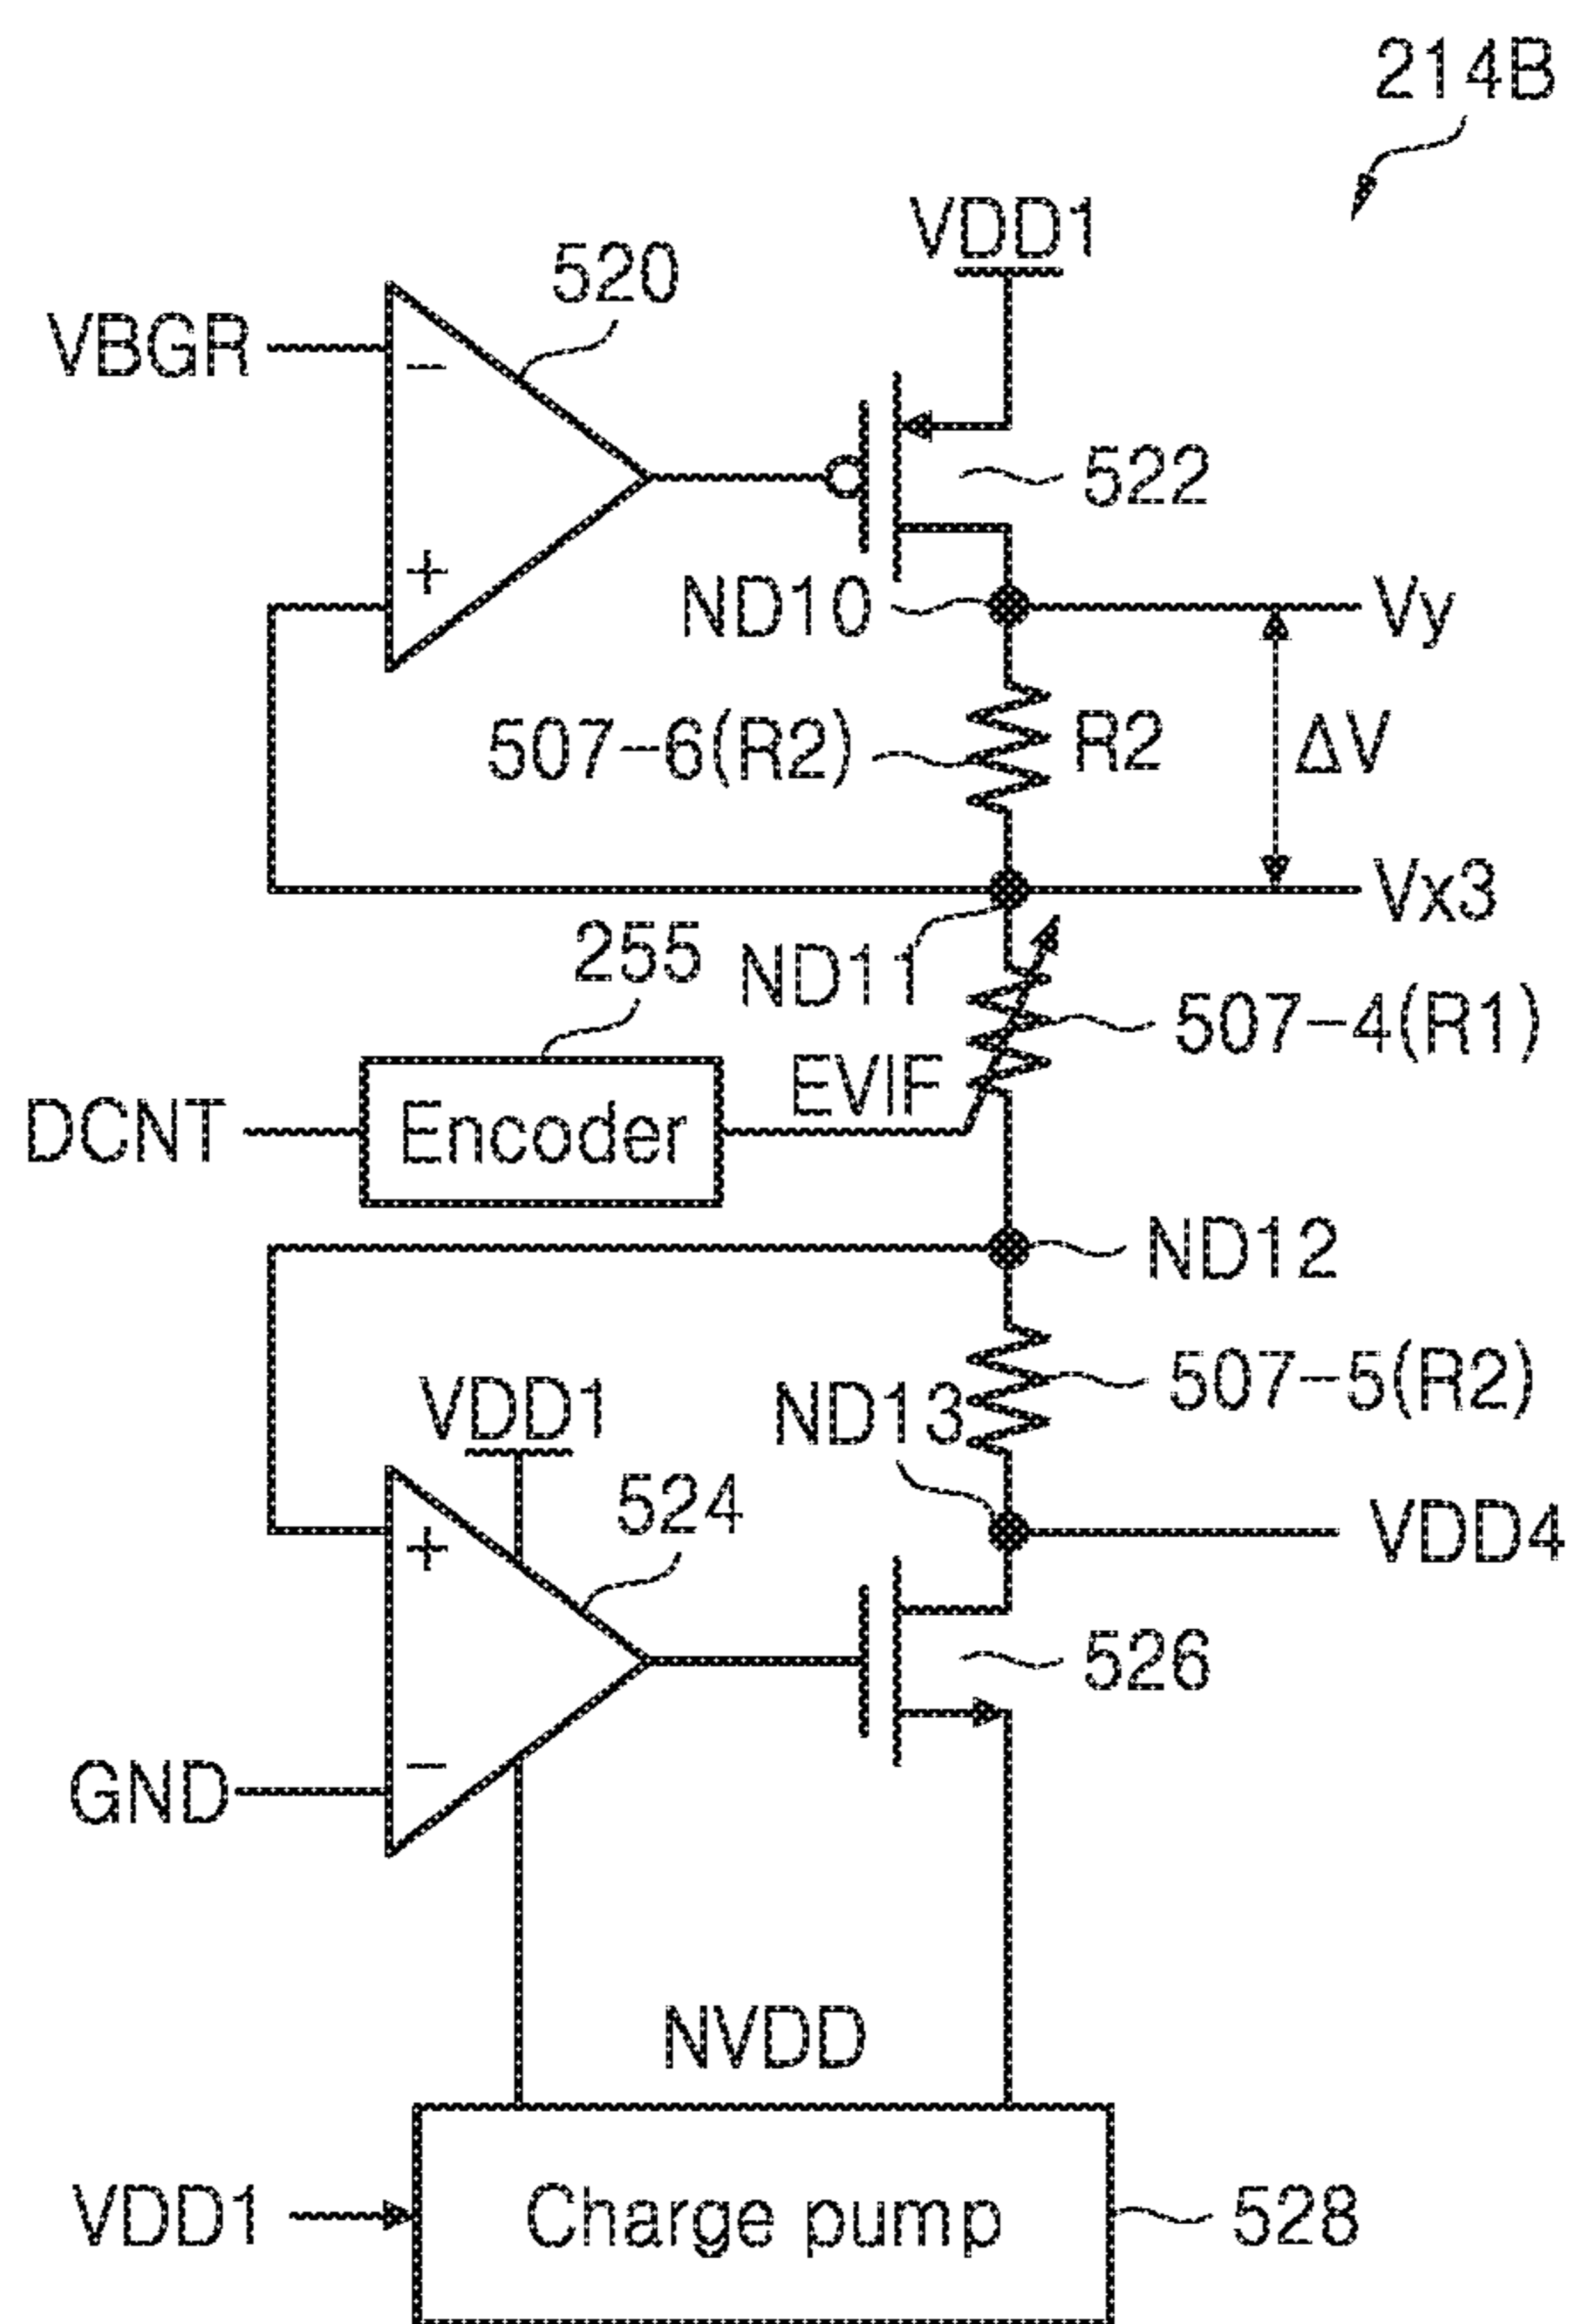 214B
VDD1
520
VBGR
−
522
+
ND10
Vy
507-6(R2)
R2
ΔV
Vx3
255
ND11
507-4(R1)
EVIF
DCNT
Encoder
ND12
507-5(R2)
VDD1
ND13
524
VDD4
+
526
−
GND
NVDD
VDD1
Charge pump
528